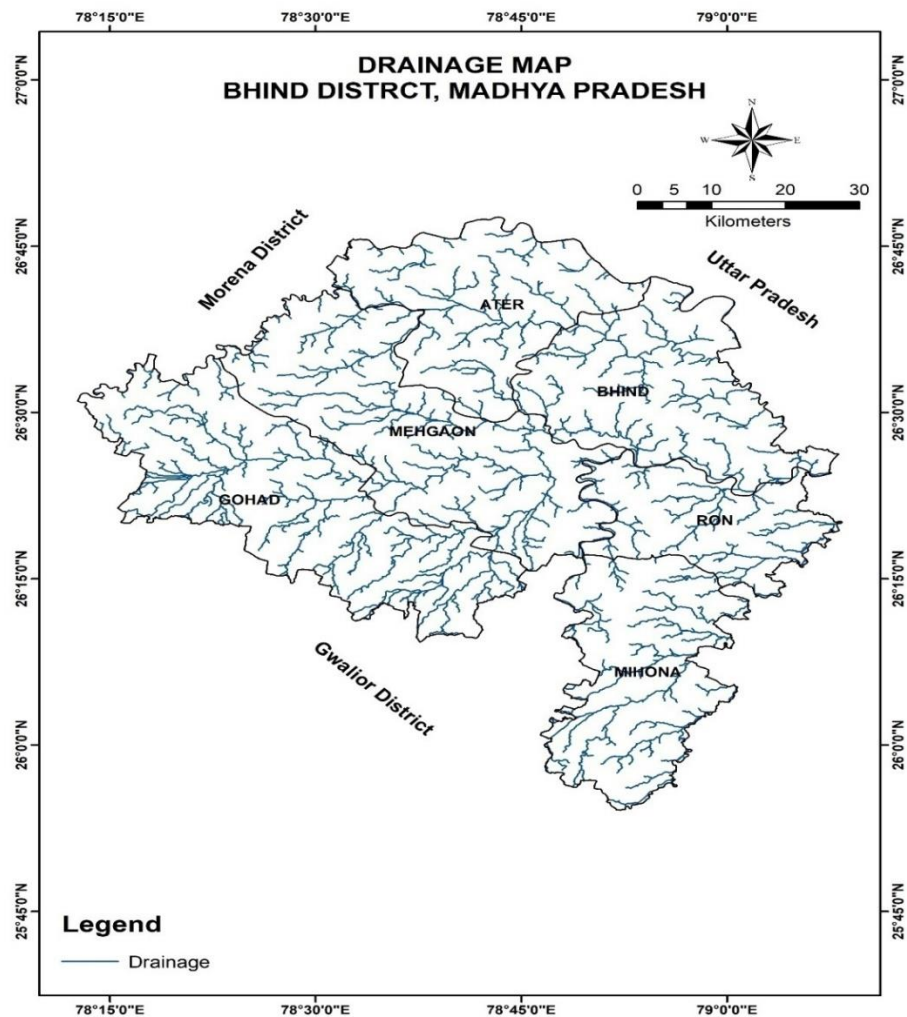 78°15'0"E 78°30'0"E 78°45'0"E 79°0'0"E
DRAINAGE MAP
BHIND DISTRCT, MADHYA PRADESH
N
W E
S
0 5 10 20 30
Kilometers
27°0'0"N 27°0'0"N
26°45'0"N 26°45'0"N
Morena District
Uttar Pradesh
ATER
BHIND
26°30'0"N 26°30'0"N
MEHGAON
GOHAD
RON
26°15'0"N 26°15'0"N
Gwalior District
MIHONA
26°0'0"N 26°0'0"N
25°45'0"N 25°45'0"N
Legend
Drainage
78°15'0"E 78°30'0"E 78°45'0"E 79°0'0"E